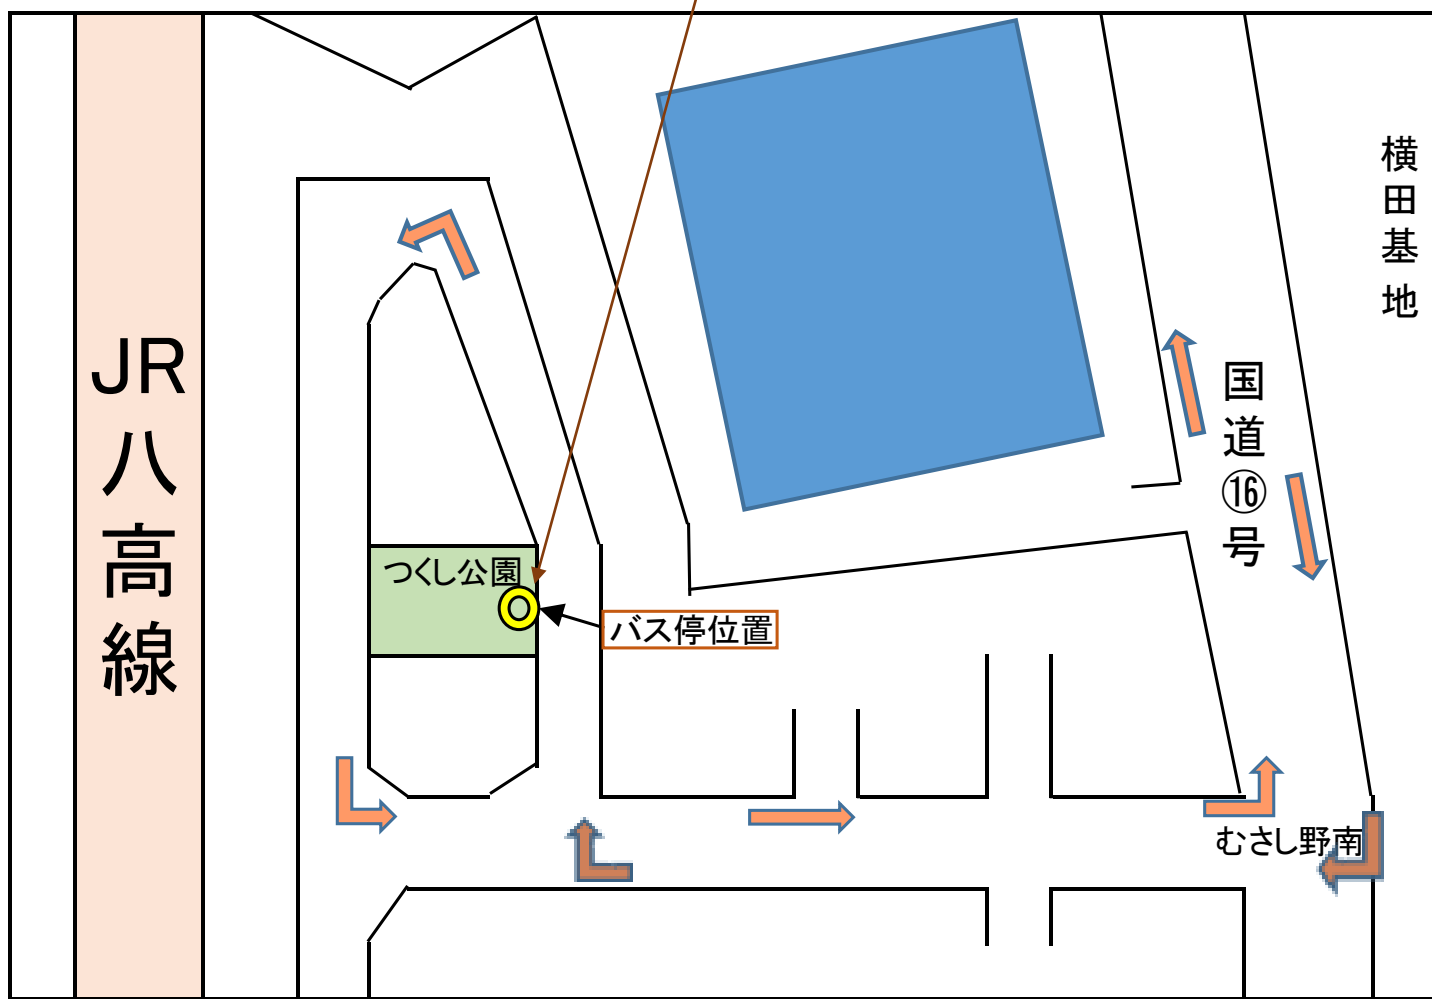 JR八高線
つくし公園
バス停位置
国道⑯号
横田基地
むさし野南